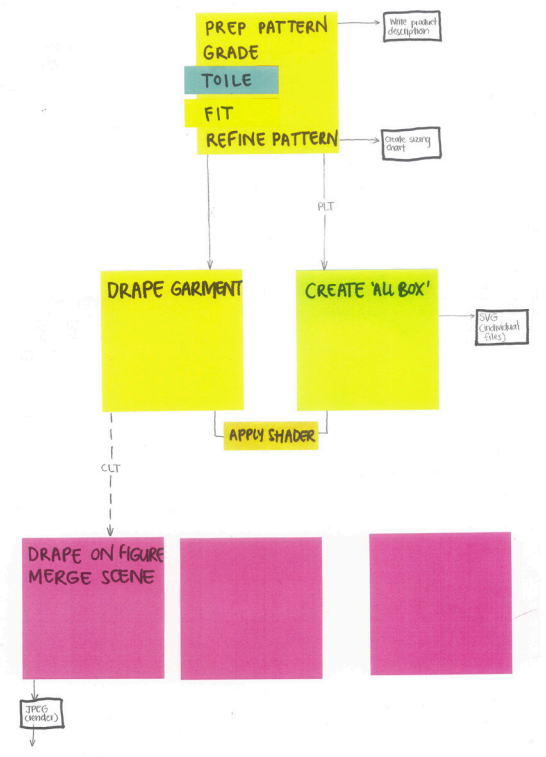 PREP PATTERN
Write product
description
GRADE
TOILE
FIT
REFINE PATTERN
Create sizing
chart
PLT
DRAPE GARMENT
CREATE 'ALL BOX'
SVG
(individual
files)
APPLY SHADER
CLT
DRAPE ON FIGURE
MERGE SCENE
JPEG
(render)